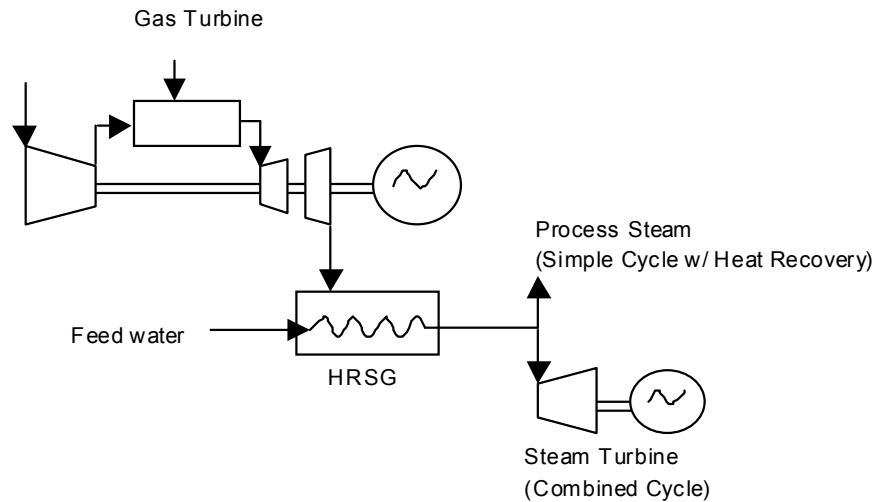 Gas Turbine
Process Steam
(Simple Cycle w/ Heat Recovery)
Feed water
HRSG
Steam Turbine
(Combined Cycle)